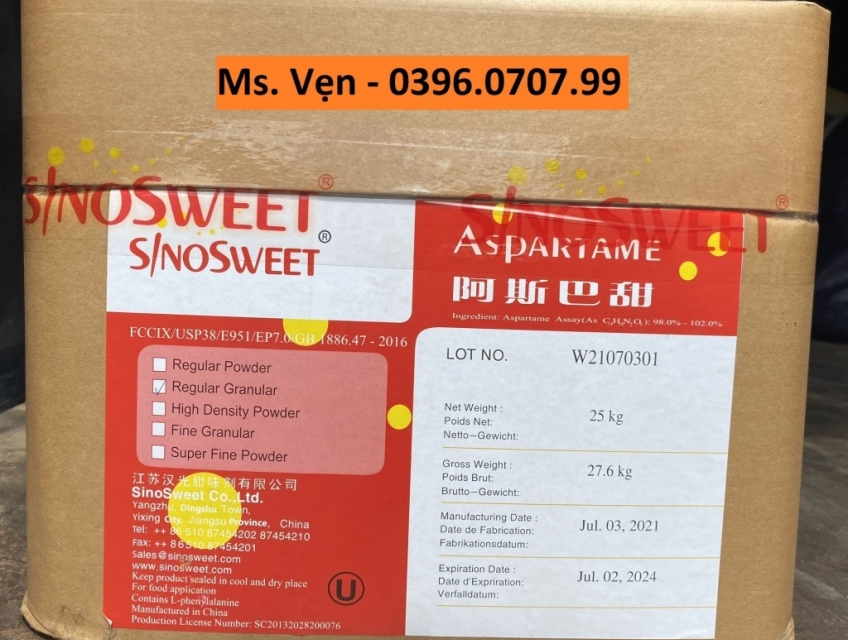 Ms. Vẹn - 0396.0707.99
SINOSWEET®
SINOSWEET®
SINOSWEET®
ASPARTAME
阿斯巴甜
Ingredient: Aspartame Assay(As C₁₄H₁₈N₂O₅): 98.0% - 102.0%
FCCIX/USP38/E951/EP7.0/GB 1886.47 - 2016
Regular Powder
Regular Granular
High Density Powder
Fine Granular
Super Fine Powder
江苏汉光甜味剂有限公司
SinoSweet Co.,Ltd.
Yangzhu, Dingshu Town,
Yixing City, Jiangsu Province, China
Tel: ++ 86 510 87454202 87454210
Fax: ++ 86510 87454201
Sales@sinosweet.com
www.sinosweet.com
Keep product sealed in cool and dry place
For food application
Contains L-phenylalanine
Manufactured in China
Production License Number: SC20132028200076
U
LOT NO. W21070301
Net Weight :
Poids Net: 25 kg
Netto-Gewicht:
Gross Weight :
Poids Brut: 27.6 kg
Brutto-Gewicht:
Manufacturing Date :
Date de Fabrication: Jul. 03, 2021
Fabrikationsdatum:
Expiration Date :
Date d'Expriration: Jul. 02, 2024
Verfalldatum: